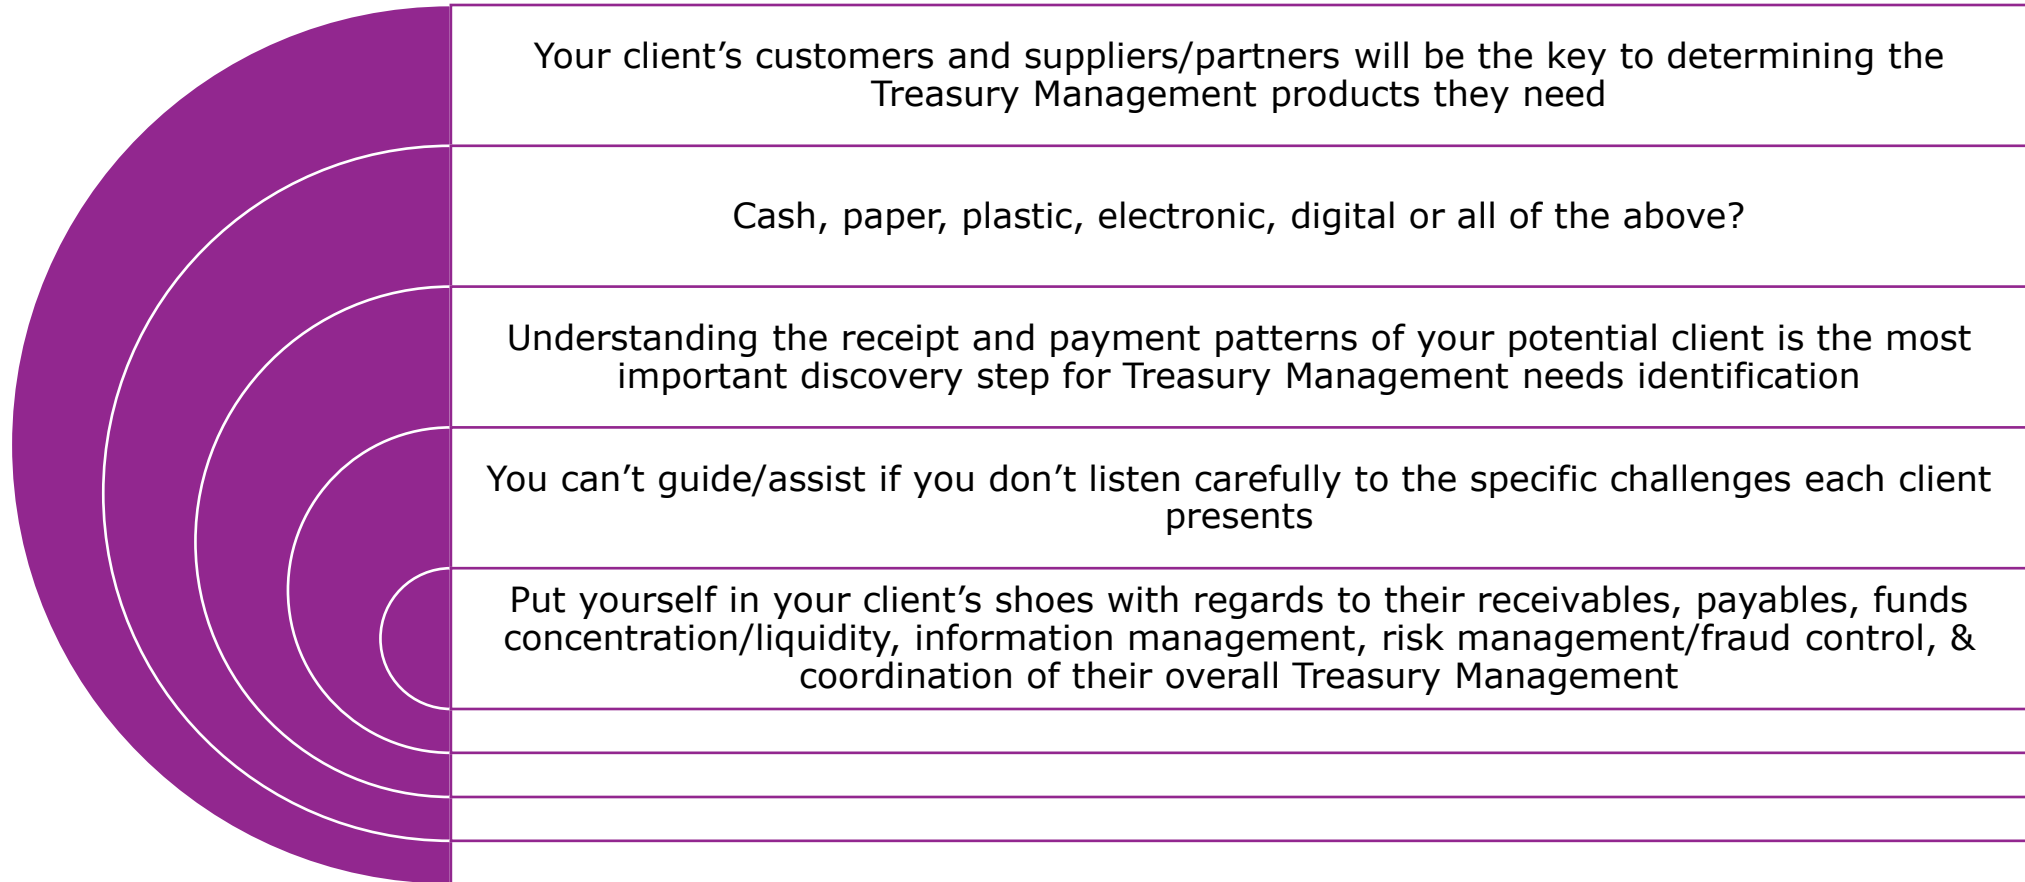 Your client’s customers and suppliers/partners will be the key to determining the
Treasury Management products they need
Cash, paper, plastic, electronic, digital or all of the above?
Understanding the receipt and payment patterns of your potential client is the most
important discovery step for Treasury Management needs identification
You can’t guide/assist if you don’t listen carefully to the specific challenges each client
presents
Put yourself in your client’s shoes with regards to their receivables, payables, funds
concentration/liquidity, information management, risk management/fraud control, &
coordination of their overall Treasury Management